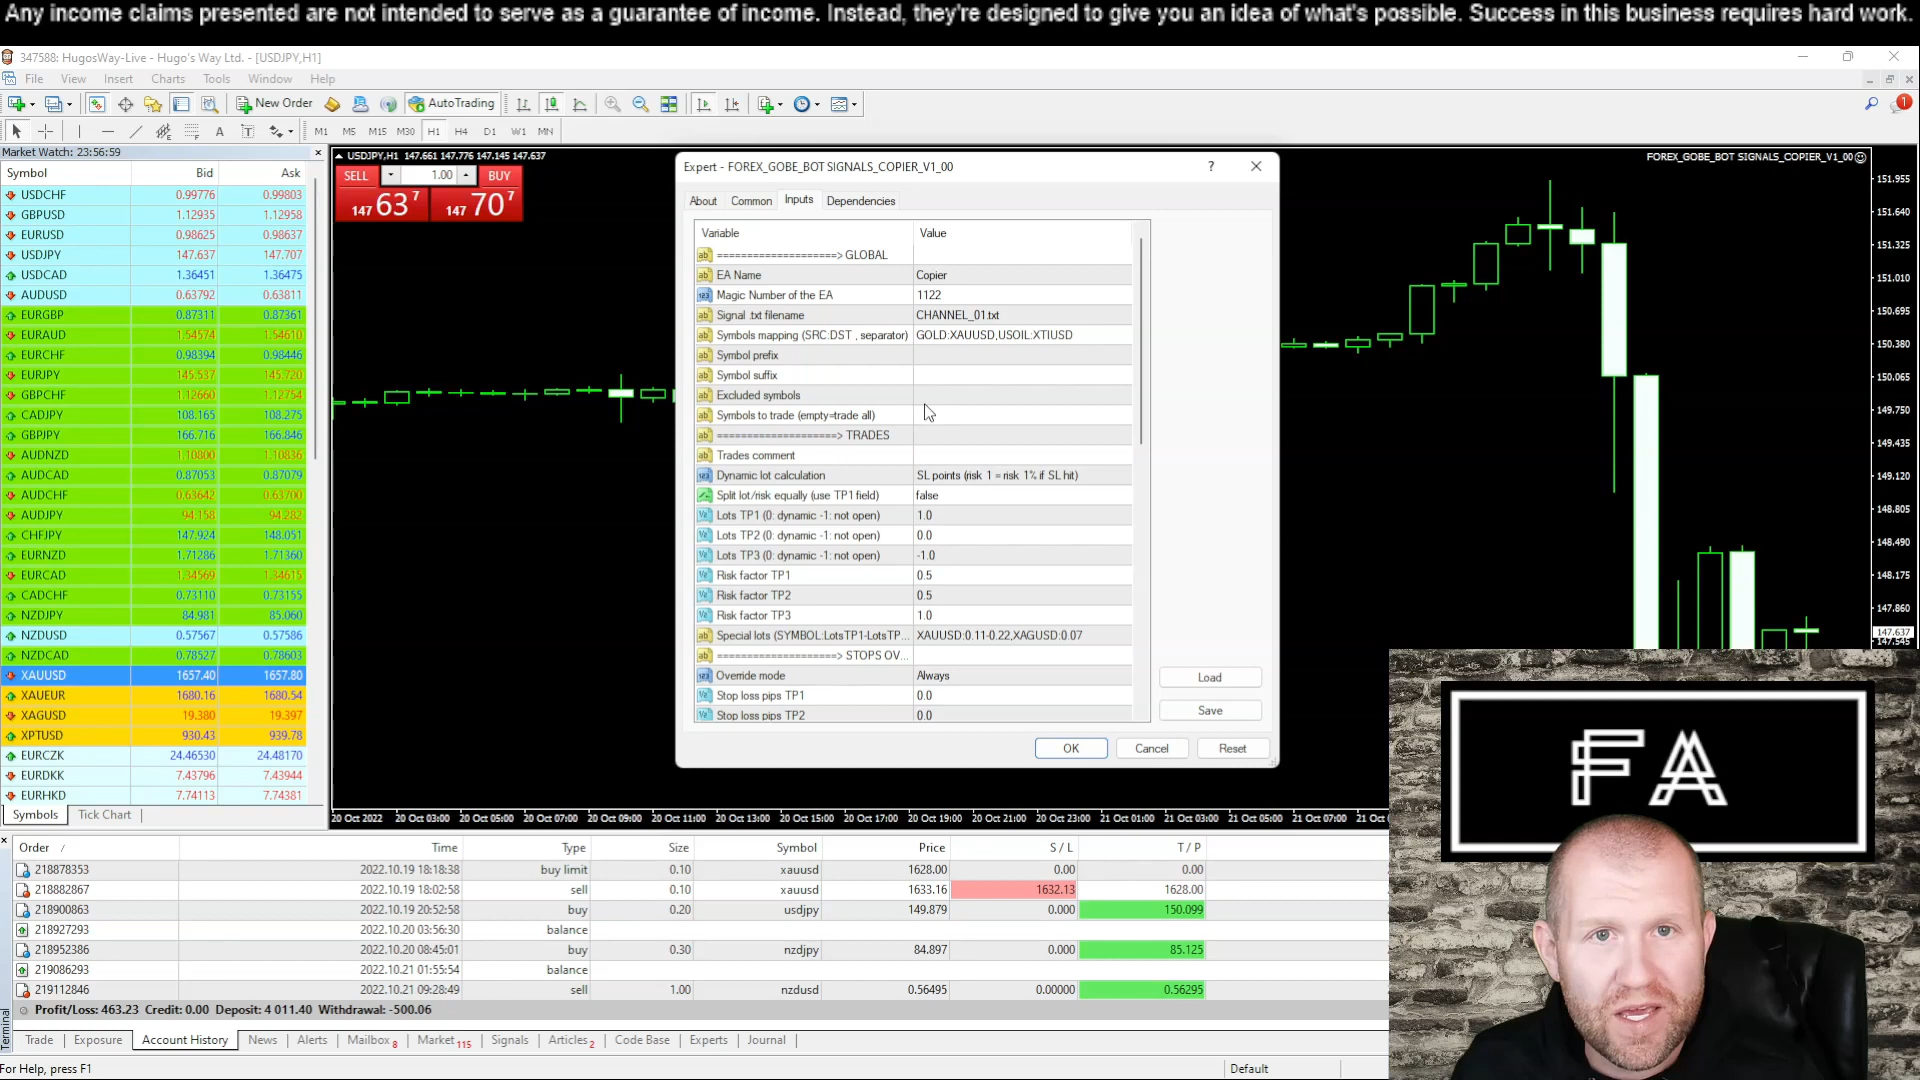 Any income claims presented are not intended to serve as a guarantee of income. Instead, they're designed to give you an idea of what's possible. Success in this business requires hard work.
347588: HugosWay-Live - Hugo's Way Ltd. - [USDJPY,H1]
File View Insert Charts Tools Window Help
New Order AutoTrading
1
A T M1 M5 M15 M30 H1 H4 D1 W1 MN
Market Watch: 23:56:59
Symbol Bid Ask
USDCHF 0.99776 0.99803
GBPUSD 1.12935 1.12958
EURUSD 0.98625 0.98637
USDJPY 147.637 147.707
USDCAD 1.36451 1.36475
AUDUSD 0.63792 0.63811
EURGBP 0.87311 0.87361
EURAUD 1.54574 1.54610
EURCHF 0.98394 0.98446
EURJPY 145.537 145.720
GBPCHF 1.12660 1.12754
CADJPY 108.165 108.275
GBPJPY 166.716 166.846
AUDNZD 1.10800 1.10836
AUDCAD 0.87053 0.87079
AUDCHF 0.63642 0.63700
AUDJPY 94.158 94.282
CHFJPY 147.924 148.051
EURNZD 1.71286 1.71360
EURCAD 1.34569 1.34615
CADCHF 0.73110 0.73155
NZDJPY 84.981 85.060
NZDUSD 0.57567 0.57586
NZDCAD 0.78527 0.78603
XAUUSD 1657.40 1657.80
XAUEUR 1680.16 1680.54
XAGUSD 19.380 19.397
XPTUSD 930.43 939.78
EURCZK 24.46530 24.48170
EURDKK 7.43796 7.43944
EURHKD 7.74113 7.74381
Symbols Tick Chart
USDJPY,H1 147.661 147.776 147.145 147.637
SELL 1.00 BUY
147 63 7 147 70 7
FOREX_GOBE_BOT SIGNALS_COPIER_V1_00
Expert - FOREX_GOBE_BOT SIGNALS_COPIER_V1_00
About Common Inputs Dependencies
Variable Value
====================> GLOBAL
EA Name Copier
Magic Number of the EA 1122
Signal .txt filename CHANNEL_01.txt
Symbols mapping (SRC:DST , separator) GOLD:XAUUSD,USOIL:XTIUSD
Symbol prefix
Symbol suffix
Excluded symbols
Symbols to trade (empty=trade all)
====================> TRADES
Trades comment
Dynamic lot calculation SL points (risk 1 = risk 1% if SL hit)
Split lot/risk equally (use TP1 field) false
Lots TP1 (0: dynamic -1: not open) 1.0
Lots TP2 (0: dynamic -1: not open) 0.0
Lots TP3 (0: dynamic -1: not open) -1.0
Risk factor TP1 0.5
Risk factor TP2 0.5
Risk factor TP3 1.0
Special lots (SYMBOL:LotsTP1-LotsTP... XAUUSD:0.11-0.22,XAGUSD:0.07
====================> STOPS OV...
Override mode Always
Stop loss pips TP1 0.0
Stop loss pips TP2 0.0
Load
Save
OK Cancel Reset
151.955
151.640
151.325
151.010
150.695
150.380
150.065
149.750
149.435
149.120
148.805
148.490
148.175
147.860
147.637
147.545
20 Oct 2022 20 Oct 03:00 20 Oct 05:00 20 Oct 07:00 20 Oct 09:00 20 Oct 11:00 20 Oct 13:00 20 Oct 15:00 20 Oct 17:00 20 Oct 19:00 20 Oct 21:00 20 Oct 23:00 21 Oct 01:00 21 Oct 03:00 21 Oct 05:00 21 Oct 07:00 21 Oct
FA
Order / Time Type Size Symbol Price S / L T / P
218878353 2022.10.19 18:18:38 buy limit 0.10 xauusd 1628.00 0.00 0.00
218882867 2022.10.19 18:02:58 sell 0.10 xauusd 1633.16 1632.13 1628.00
218900863 2022.10.19 20:52:58 buy 0.20 usdjpy 149.879 0.000 150.099
218927293 2022.10.20 03:56:30 balance
218952386 2022.10.20 08:45:01 buy 0.30 nzdjpy 84.897 0.000 85.125
219086293 2022.10.21 01:55:54 balance
219112846 2022.10.21 09:28:49 sell 1.00 nzdusd 0.56495 0.00000 0.56295
Profit/Loss: 463.23 Credit: 0.00 Deposit: 4 011.40 Withdrawal: -500.06
Terminal
Trade Exposure Account History News Alerts Mailbox 8 Market 115 Signals Articles 2 Code Base Experts Journal
For Help, press F1 Default